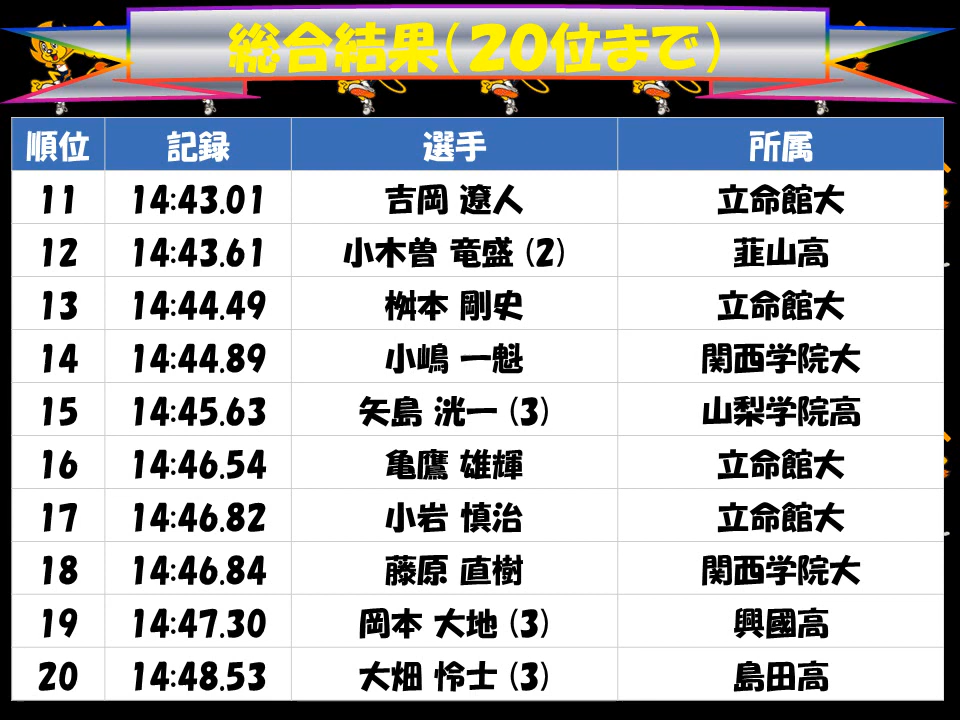 総合結果(20位まで)
順位 記録 選手 所属
11 14:43.01 吉岡 遼人 立命館大
12 14:43.61 小木曽 竜盛 (2) 韮山高
13 14:44.49 桝本 剛史 立命館大
14 14:44.89 小嶋 一魁 関西学院大
15 14:45.63 矢島 洸一 (3) 山梨学院高
16 14:46.54 亀鷹 雄輝 立命館大
17 14:46.82 小岩 慎治 立命館大
18 14:46.84 藤原 直樹 関西学院大
19 14:47.30 岡本 大地 (3) 興國高
20 14:48.53 大畑 怜士 (3) 島田高